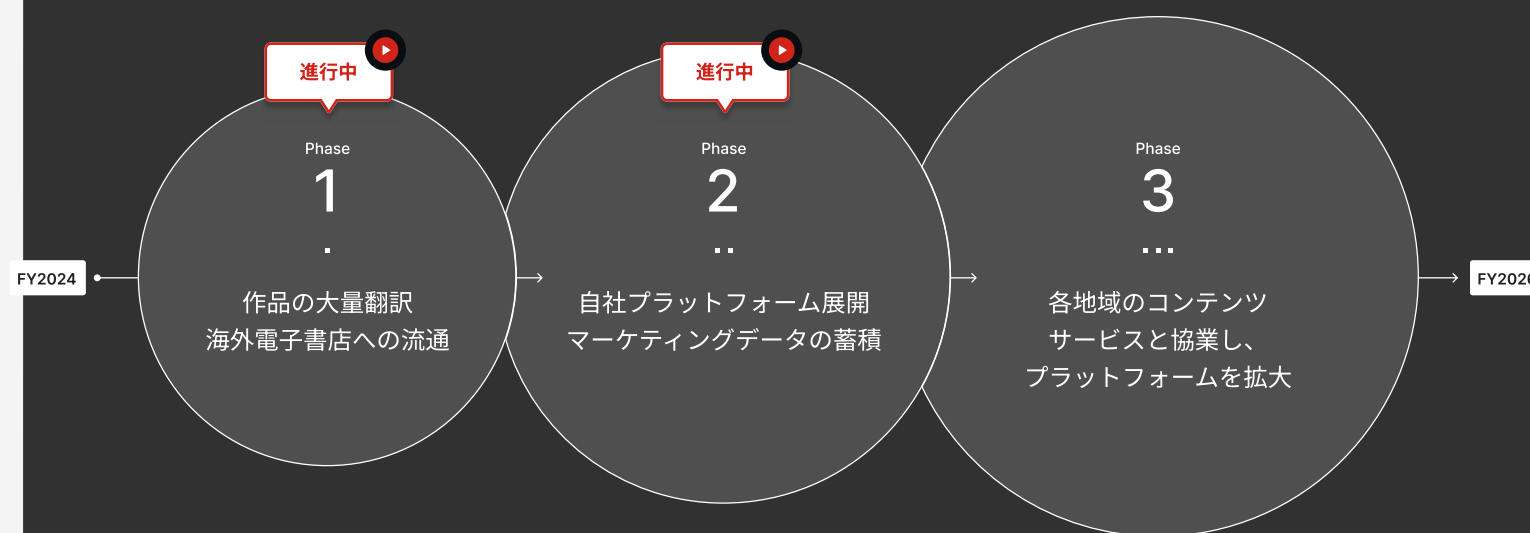 進行中
進行中
Phase
1
作品の大量翻訳
海外電子書店への流通
Phase
2
自社プラットフォーム展開
マーケティングデータの蓄積
Phase
3
各地域のコンテンツ
サービスと協業し、
プラットフォームを拡大
FY2024